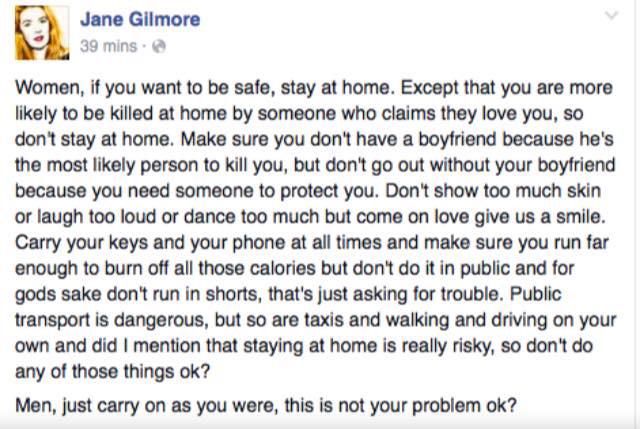 Jane Gilmore
39 mins ·
Women, if you want to be safe, stay at home. Except that you are more
likely to be killed at home by someone who claims they love you, so
don't stay at home. Make sure you don't have a boyfriend because he's
the most likely person to kill you, but don't go out without your boyfriend
because you need someone to protect you. Don't show too much skin
or laugh too loud or dance too much but come on love give us a smile.
Carry your keys and your phone at all times and make sure you run far
enough to burn off all those calories but don't do it in public and for
gods sake don't run in shorts, that's just asking for trouble. Public
transport is dangerous, but so are taxis and walking and driving on your
own and did I mention that staying at home is really risky, so don't do
any of those things ok?
Men, just carry on as you were, this is not your problem ok?